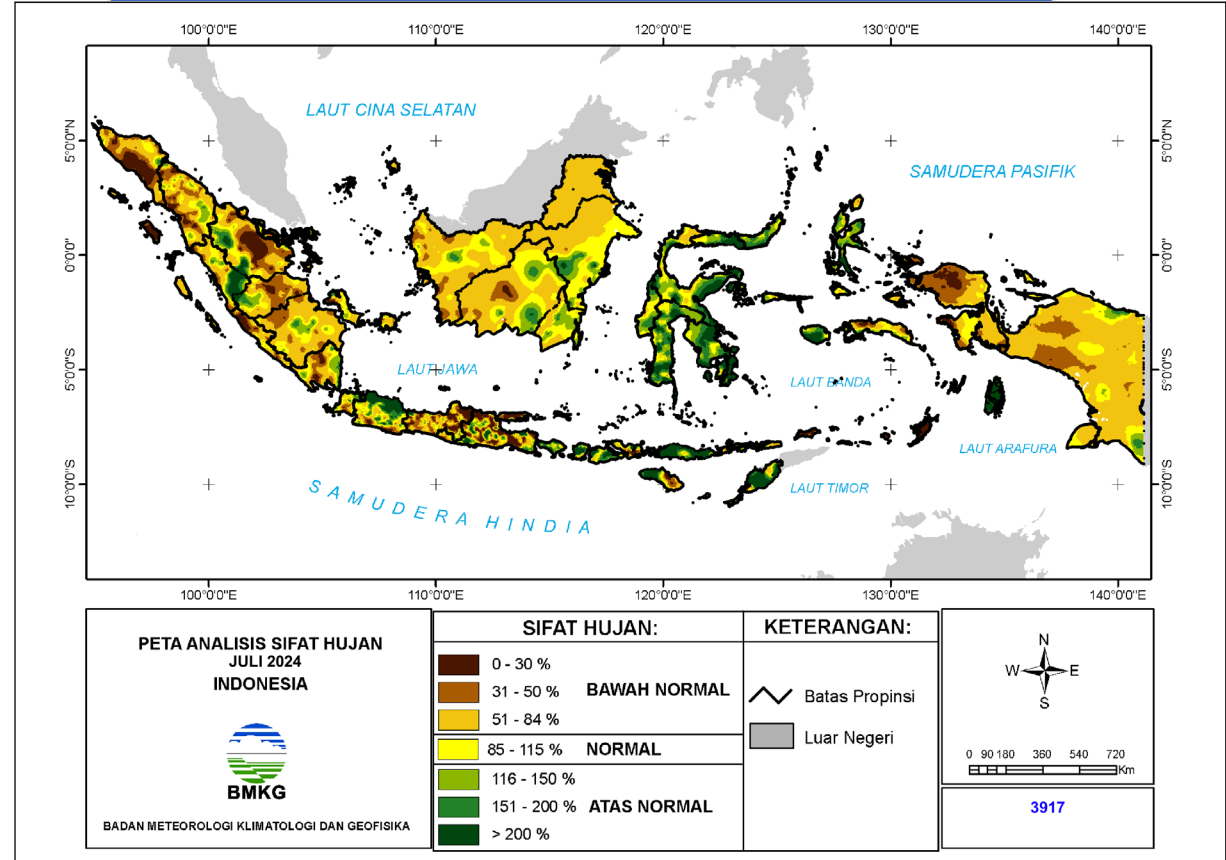 100°0'0"E 110°0'0"E 120°0'0"E 130°0'0"E 140°0'0"E
LAUT CINA SELATAN
5°0'0"N 5°0'0"N
SAMUDERA PASIFIK
0°0'0" 0°0'0"
5°0'0"S 5°0'0"S
LAUT JAWA
LAUT BANDA
LAUT ARAFURA
10°0'0"S 10°0'0"S
LAUT TIMOR
SAMUDERA HINDIA
100°0'0"E 110°0'0"E 120°0'0"E 130°0'0"E 140°0'0"E
PETA ANALISIS SIFAT HUJAN
JULI 2024
INDONESIA
BMKG
BADAN METEOROLOGI KLIMATOLOGI DAN GEOFISIKA
SIFAT HUJAN:
0 - 30 %
31 - 50 % BAWAH NORMAL
51 - 84 %
85 - 115 % NORMAL
116 - 150 %
151 - 200 % ATAS NORMAL
> 200 %
KETERANGAN:
Batas Propinsi
Luar Negeri
N
W E
S
0 90 180 360 540 720
Km
3917